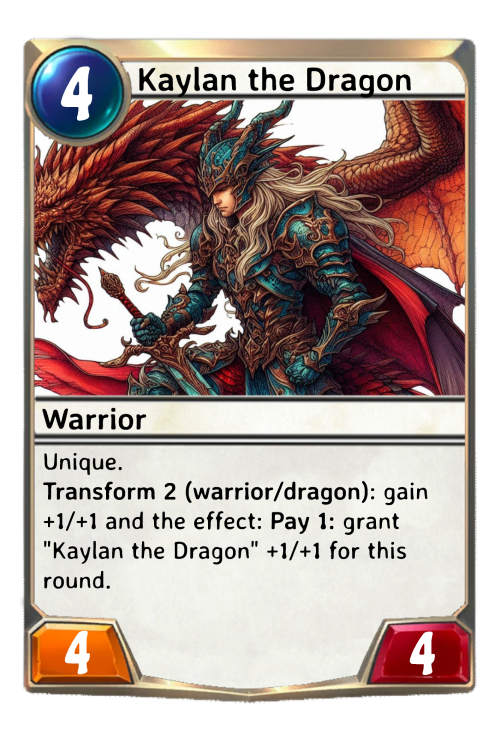 4
Kaylan the Dragon
Warrior
Unique.
Transform 2 (warrior/dragon): gain
+1/+1 and the effect: Pay 1: grant
"Kaylan the Dragon" +1/+1 for this
round.
4
4